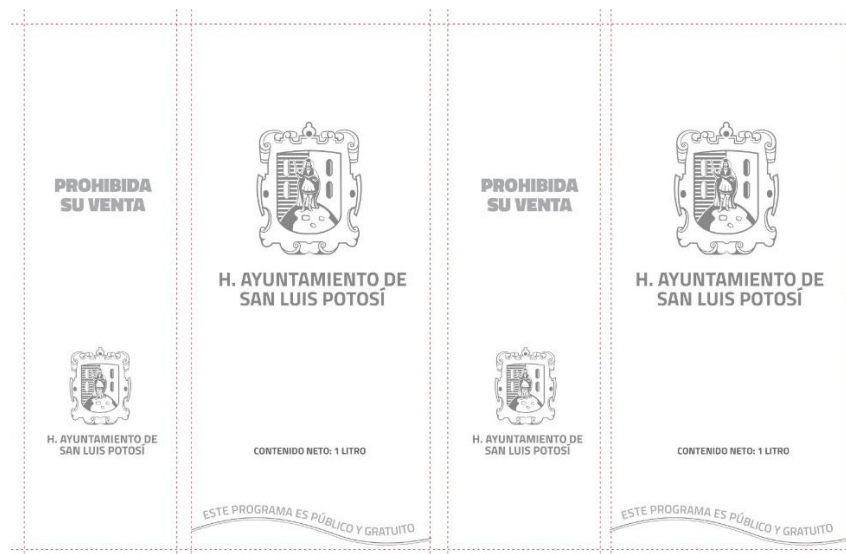 PROHIBIDA
SU VENTA
H. AYUNTAMIENTO DE
SAN LUIS POTOSÍ
H. AYUNTAMIENTO DE
SAN LUIS POTOSÍ
CONTENIDO NETO: 1 LITRO
ESTE PROGRAMA ES PÚBLICO Y GRATUITO
PROHIBIDA
SU VENTA
H. AYUNTAMIENTO DE
SAN LUIS POTOSÍ
H. AYUNTAMIENTO DE
SAN LUIS POTOSÍ
CONTENIDO NETO: 1 LITRO
ESTE PROGRAMA ES PÚBLICO Y GRATUITO